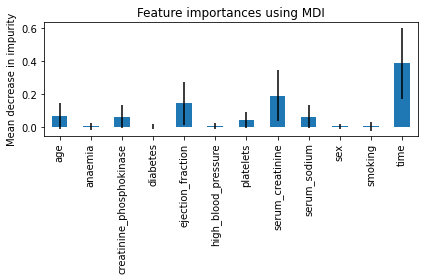 Feature importances using MDI
Mean decrease in impurity
0.6
0.4
0.2
0.0
age
anaemia
creatinine_phosphokinase
diabetes
ejection_fraction
high_blood_pressure
platelets
serum_creatinine
serum_sodium
sex
smoking
time